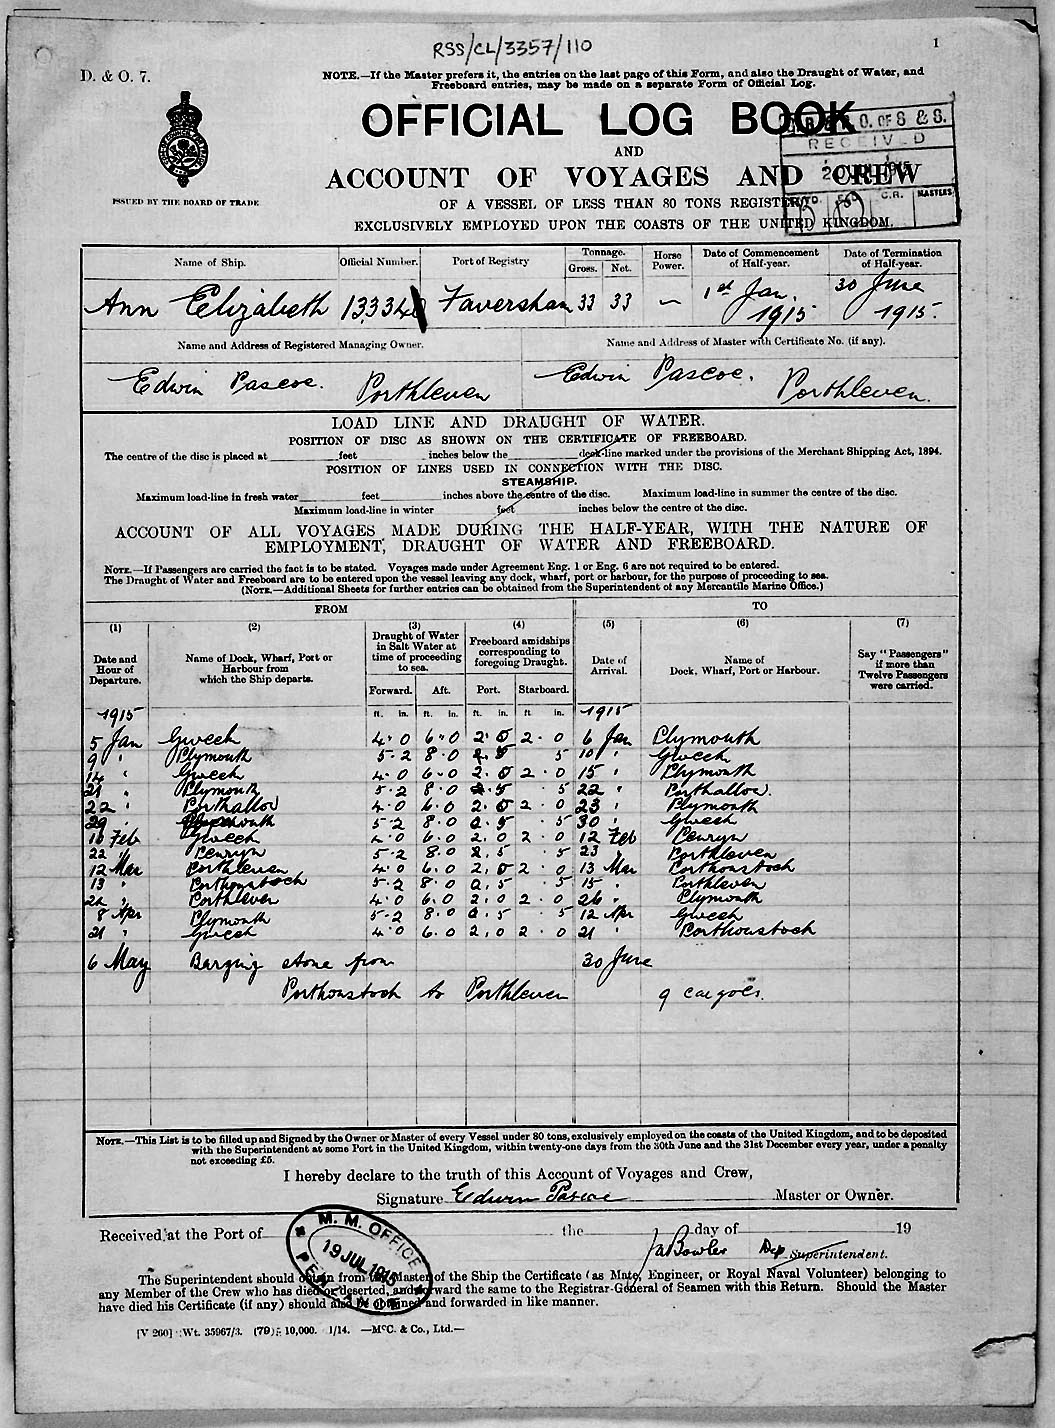 RSS/CL/3357/110
1
D. & O. 7.
NOTE.—If the Master prefers it, the entries on the last page of this Form, and also the Draught of Water, and
Freeboard entries, may be made on a separate Form of Official Log.
OFFICIAL LOG BOOK
O. OF S & S.
RECEIVED
AND
ACCOUNT OF VOYAGES AND CREW
1915
C.R. MASTERS
ISSUED BY THE BOARD OF TRADE
OF A VESSEL OF LESS THAN 80 TONS REGISTER,
EXCLUSIVELY EMPLOYED UPON THE COASTS OF THE UNITED KINGDOM.
Name of Ship. Official Number. Port of Registry Tonnage. Gross. Net. Horse Power. Date of Commencement of Half-year. Date of Termination of Half-year.
Ann Elizabeth 13334 Faversham 33 33 — 1st Jan. 1915 30 June 1915.
Name and Address of Registered Managing Owner. Name and Address of Master with Certificate No. (if any).
Edwin Pascoe. Porthleven Edwin Pascoe. Porthleven.
LOAD LINE AND DRAUGHT OF WATER.
POSITION OF DISC AS SHOWN ON THE CERTIFICATE OF FREEBOARD.
The centre of the disc is placed at feet inches below the deck-line marked under the provisions of the Merchant Shipping Act, 1894.
POSITION OF LINES USED IN CONNECTION WITH THE DISC.
STEAMSHIP.
Maximum load-line in fresh water feet inches above the centre of the disc. Maximum load-line in summer the centre of the disc.
Maximum load-line in winter feet inches below the centre of the disc.
ACCOUNT OF ALL VOYAGES MADE DURING THE HALF-YEAR, WITH THE NATURE OF
EMPLOYMENT, DRAUGHT OF WATER AND FREEBOARD.
NOTE.—If Passengers are carried the fact is to be stated. Voyages made under Agreement Eng. 1 or Eng. 6 are not required to be entered.
The Draught of Water and Freeboard are to be entered upon the vessel leaving any dock, wharf, port or harbour, for the purpose of proceeding to sea.
(NOTE.—Additional Sheets for further entries can be obtained from the Superintendent of any Mercantile Marine Office.)
FROM TO
(1) (2) (3) (4) (5) (6) (7)
Date and Hour of Departure. Name of Dock, Wharf, Port or Harbour from which the Ship departs. Draught of Water in Salt Water at time of proceeding to sea. Freeboard amidships corresponding to foregoing Draught. Date of Arrival. Name of Dock, Wharf, Port or Harbour. Say "Passengers" if more than Twelve Passengers were carried.
Forward. Aft. Port. Starboard.
1915 ft. in. ft. in. ft. in. ft. in. 1915
5 Jan Gweek 4.0 6.0 2.0 2.0 6 Jan Plymouth
9 " Plymouth 5.2 8.0 2.5 5 10 " Gweek
14 " Gweek 4.0 6.0 2.0 2.0 15 " Plymouth
21 " Plymouth 5.2 8.0 2.5 5 22 " Porthalloe.
22 " Porthalloe 4.0 6.0 2.0 2.0 23 " Plymouth
29 " Plymouth 5.2 8.0 2.5 5 30 " Gweek
10 Feb Gweek 4.0 6.0 2.0 2.0 12 Feb Penryn
22 " Penryn 5.2 8.0 2.5 5 23 " Porthleven
12 Mar Porthleven 4.0 6.0 2.0 2.0 13 Mar Porthoustoch
13 " Porthoustoch 5.2 8.0 2.5 5 15 " Porthleven
22 " Porthleven 4.0 6.0 2.0 2.0 26 " Plymouth
8 Apr Plymouth 5.2 8.0 2.5 5 12 Apr Gweek
21 " Gweek 4.0 6.0 2.0 2.0 21 " Porthoustoch
6 May Barging stone from 30 June
Porthoustoch to Porthleven 9 cargoes.
NOTE.—This List is to be filled up and Signed by the Owner or Master of every Vessel under 80 tons, exclusively employed on the coasts of the United Kingdom, and to be deposited
with the Superintendent at some Port in the United Kingdom, within twenty-one days from the 30th June and the 31st December every year, under a penalty
not exceeding £5.
I hereby declare to the truth of this Account of Voyages and Crew,
Signature Edwin Pascoe Master or Owner.
Received at the Port of the day of 19
M. M. OFFICE
19 JUL 1915
PENZANCE
JaBowler Dep Superintendent.
The Superintendent should obtain from the Master of the Ship the Certificate (as Mate, Engineer, or Royal Naval Volunteer) belonging to
any Member of the Crew who has died or deserted, and forward the same to the Registrar-General of Seamen with this Return. Should the Master
have died his Certificate (if any) should also be obtained and forwarded in like manner.
[V 260] Wt. 35967/3. (79) 10,000. 1/14. —McC. & Co., Ltd.—